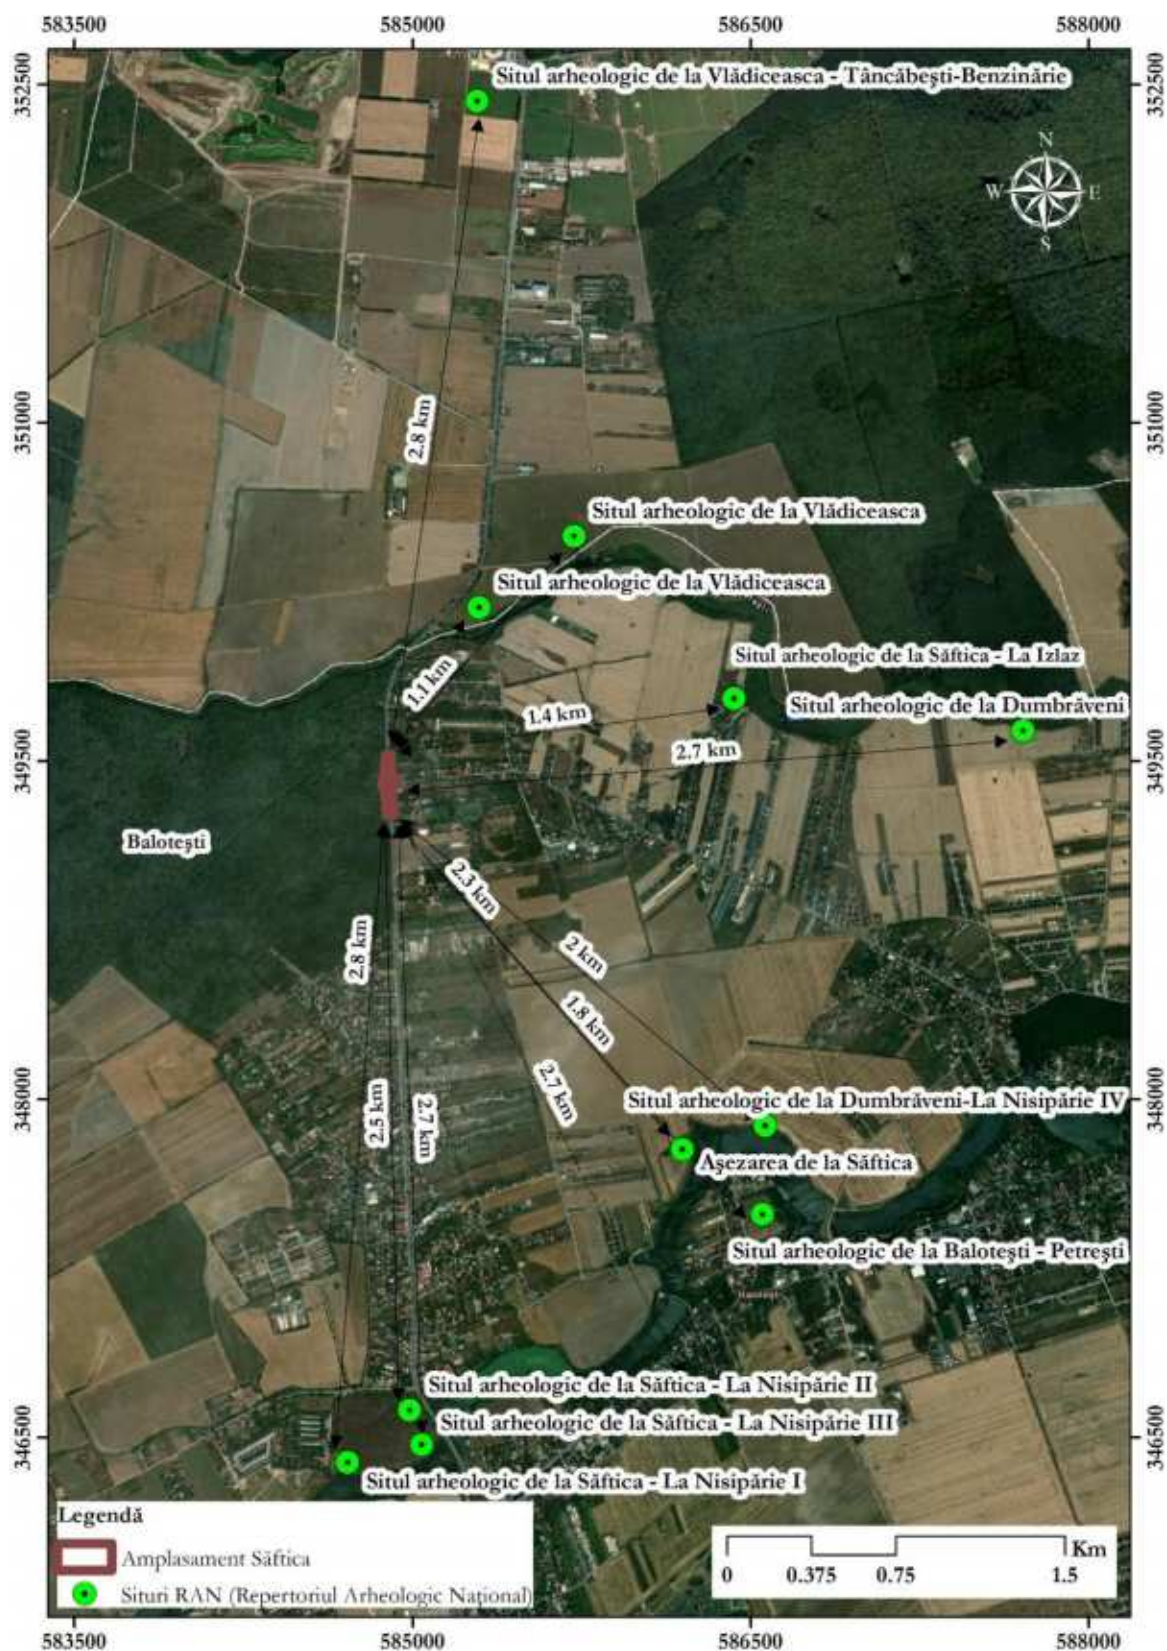 583500 585000 586500 588000
352500 352500
Situl arheologic de la Vlădiceasca - Tâncăbeşti-Benzinărie
N
W E
S
351000 351000
2.8 km
Situl arheologic de la Vlădiceasca
Situl arheologic de la Vlădiceasca
Situl arheologic de la Săftica - La Izlaz
1.1 km
Situl arheologic de la Dumbrăveni
1.4 km
349500 349500
2.7 km
Baloteşti
2.3 km
2.8 km
2 km
1.8 km
2.7 km
348000 348000
2.5 km
2.7 km
Situl arheologic de la Dumbrăveni-La Nisipărie IV
Aşezarea de la Săftica
Situl arheologic de la Baloteşti - Petreşti
Situl arheologic de la Săftica - La Nisipărie II
346500 346500
Situl arheologic de la Săftica - La Nisipărie III
Situl arheologic de la Săftica - La Nisipărie I
Legendă
Amplasament Săftica
Situri RAN (Repertoriul Arheologic Naţional)
Km
0 0.375 0.75 1.5
583500 585000 586500 588000